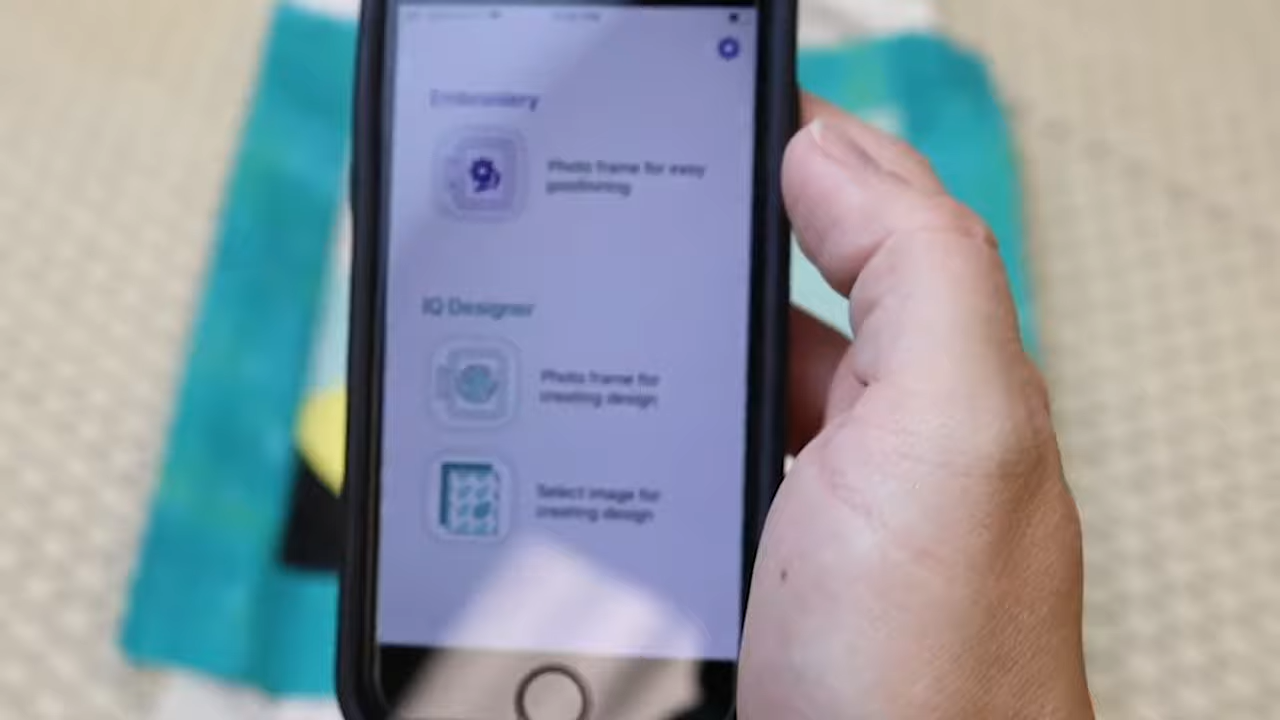 Embroidery
Photo frame for easy
positioning
IQ Designer
Photo frame for
creating design
Select image for
creating design